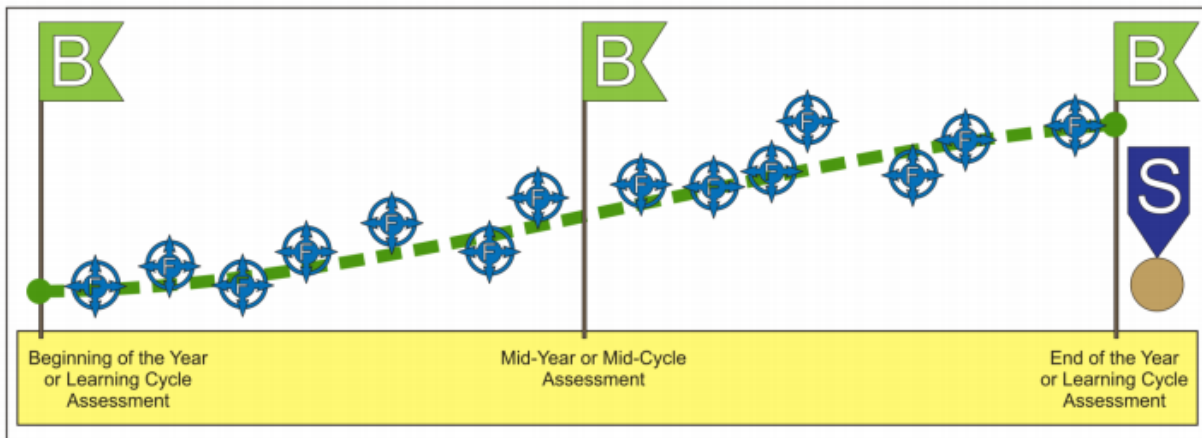 B
B
B
F
F
F
F
F
F
F
F
F
F
F
F
F
F
S
Beginning of the Year
or Learning Cycle
Assessment
Mid-Year or Mid-Cycle
Assessment
End of the Year
or Learning Cycle
Assessment